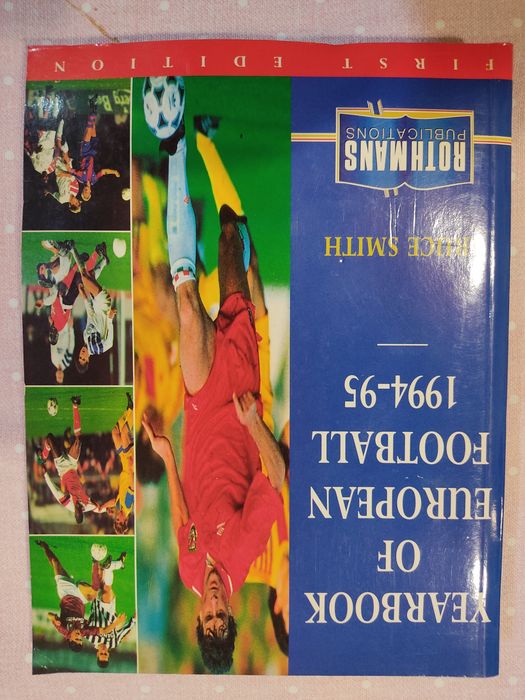 YEARBOOK
OF
EUROPEAN
FOOTBALL
1994-95
BRUCE SMITH
ROTHMANS
PUBLICATIONS
FIRST EDITION